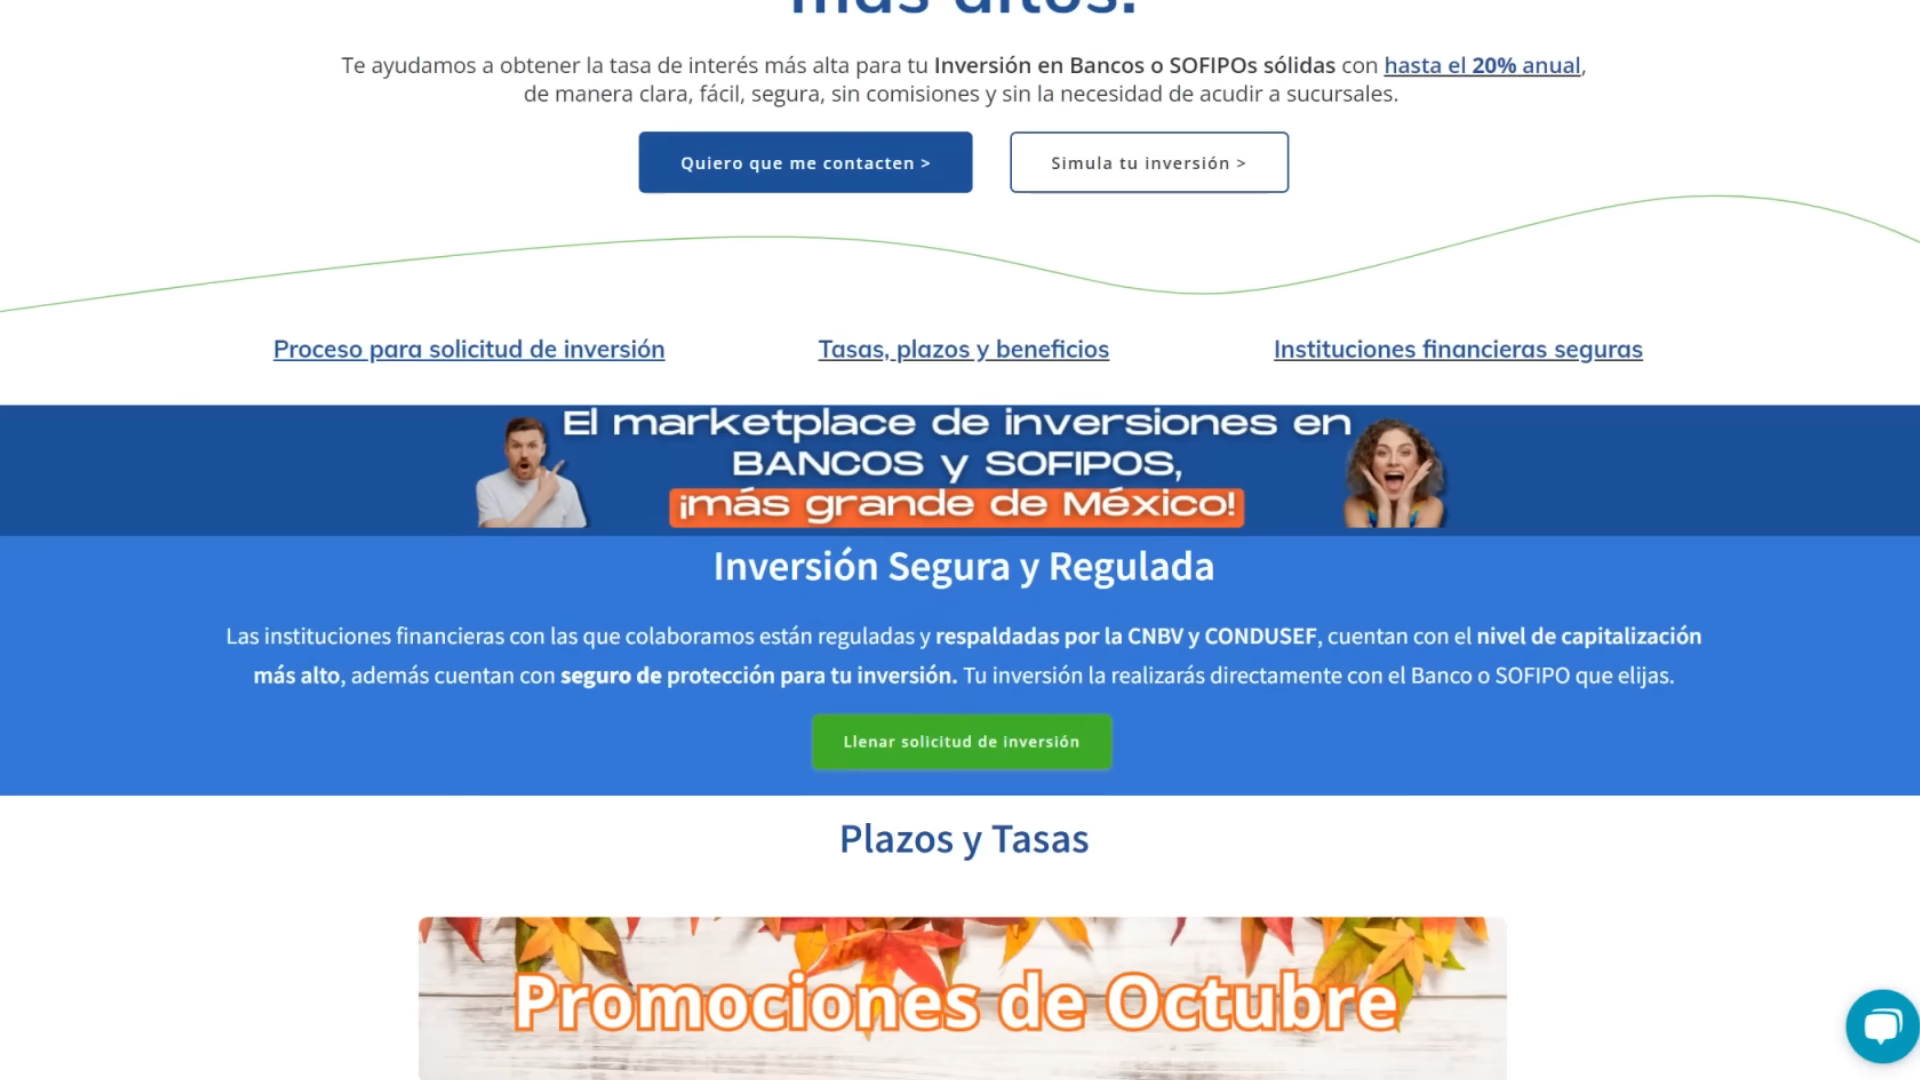 más altos.
Te ayudamos a obtener la tasa de interés más alta para tu Inversión en Bancos o SOFIPOs sólidas con hasta el 20% anual,
de manera clara, fácil, segura, sin comisiones y sin la necesidad de acudir a sucursales.
Quiero que me contacten >
Simula tu inversión >
Proceso para solicitud de inversión
Tasas, plazos y beneficios
Instituciones financieras seguras
El marketplace de inversiones en
BANCOS y SOFIPOS,
¡más grande de México!
Inversión Segura y Regulada
Las instituciones financieras con las que colaboramos están reguladas y respaldadas por la CNBV y CONDUSEF, cuentan con el nivel de capitalización
más alto, además cuentan con seguro de protección para tu inversión. Tu inversión la realizarás directamente con el Banco o SOFIPO que elijas.
Llenar solicitud de inversión
Plazos y Tasas
Promociones de Octubre